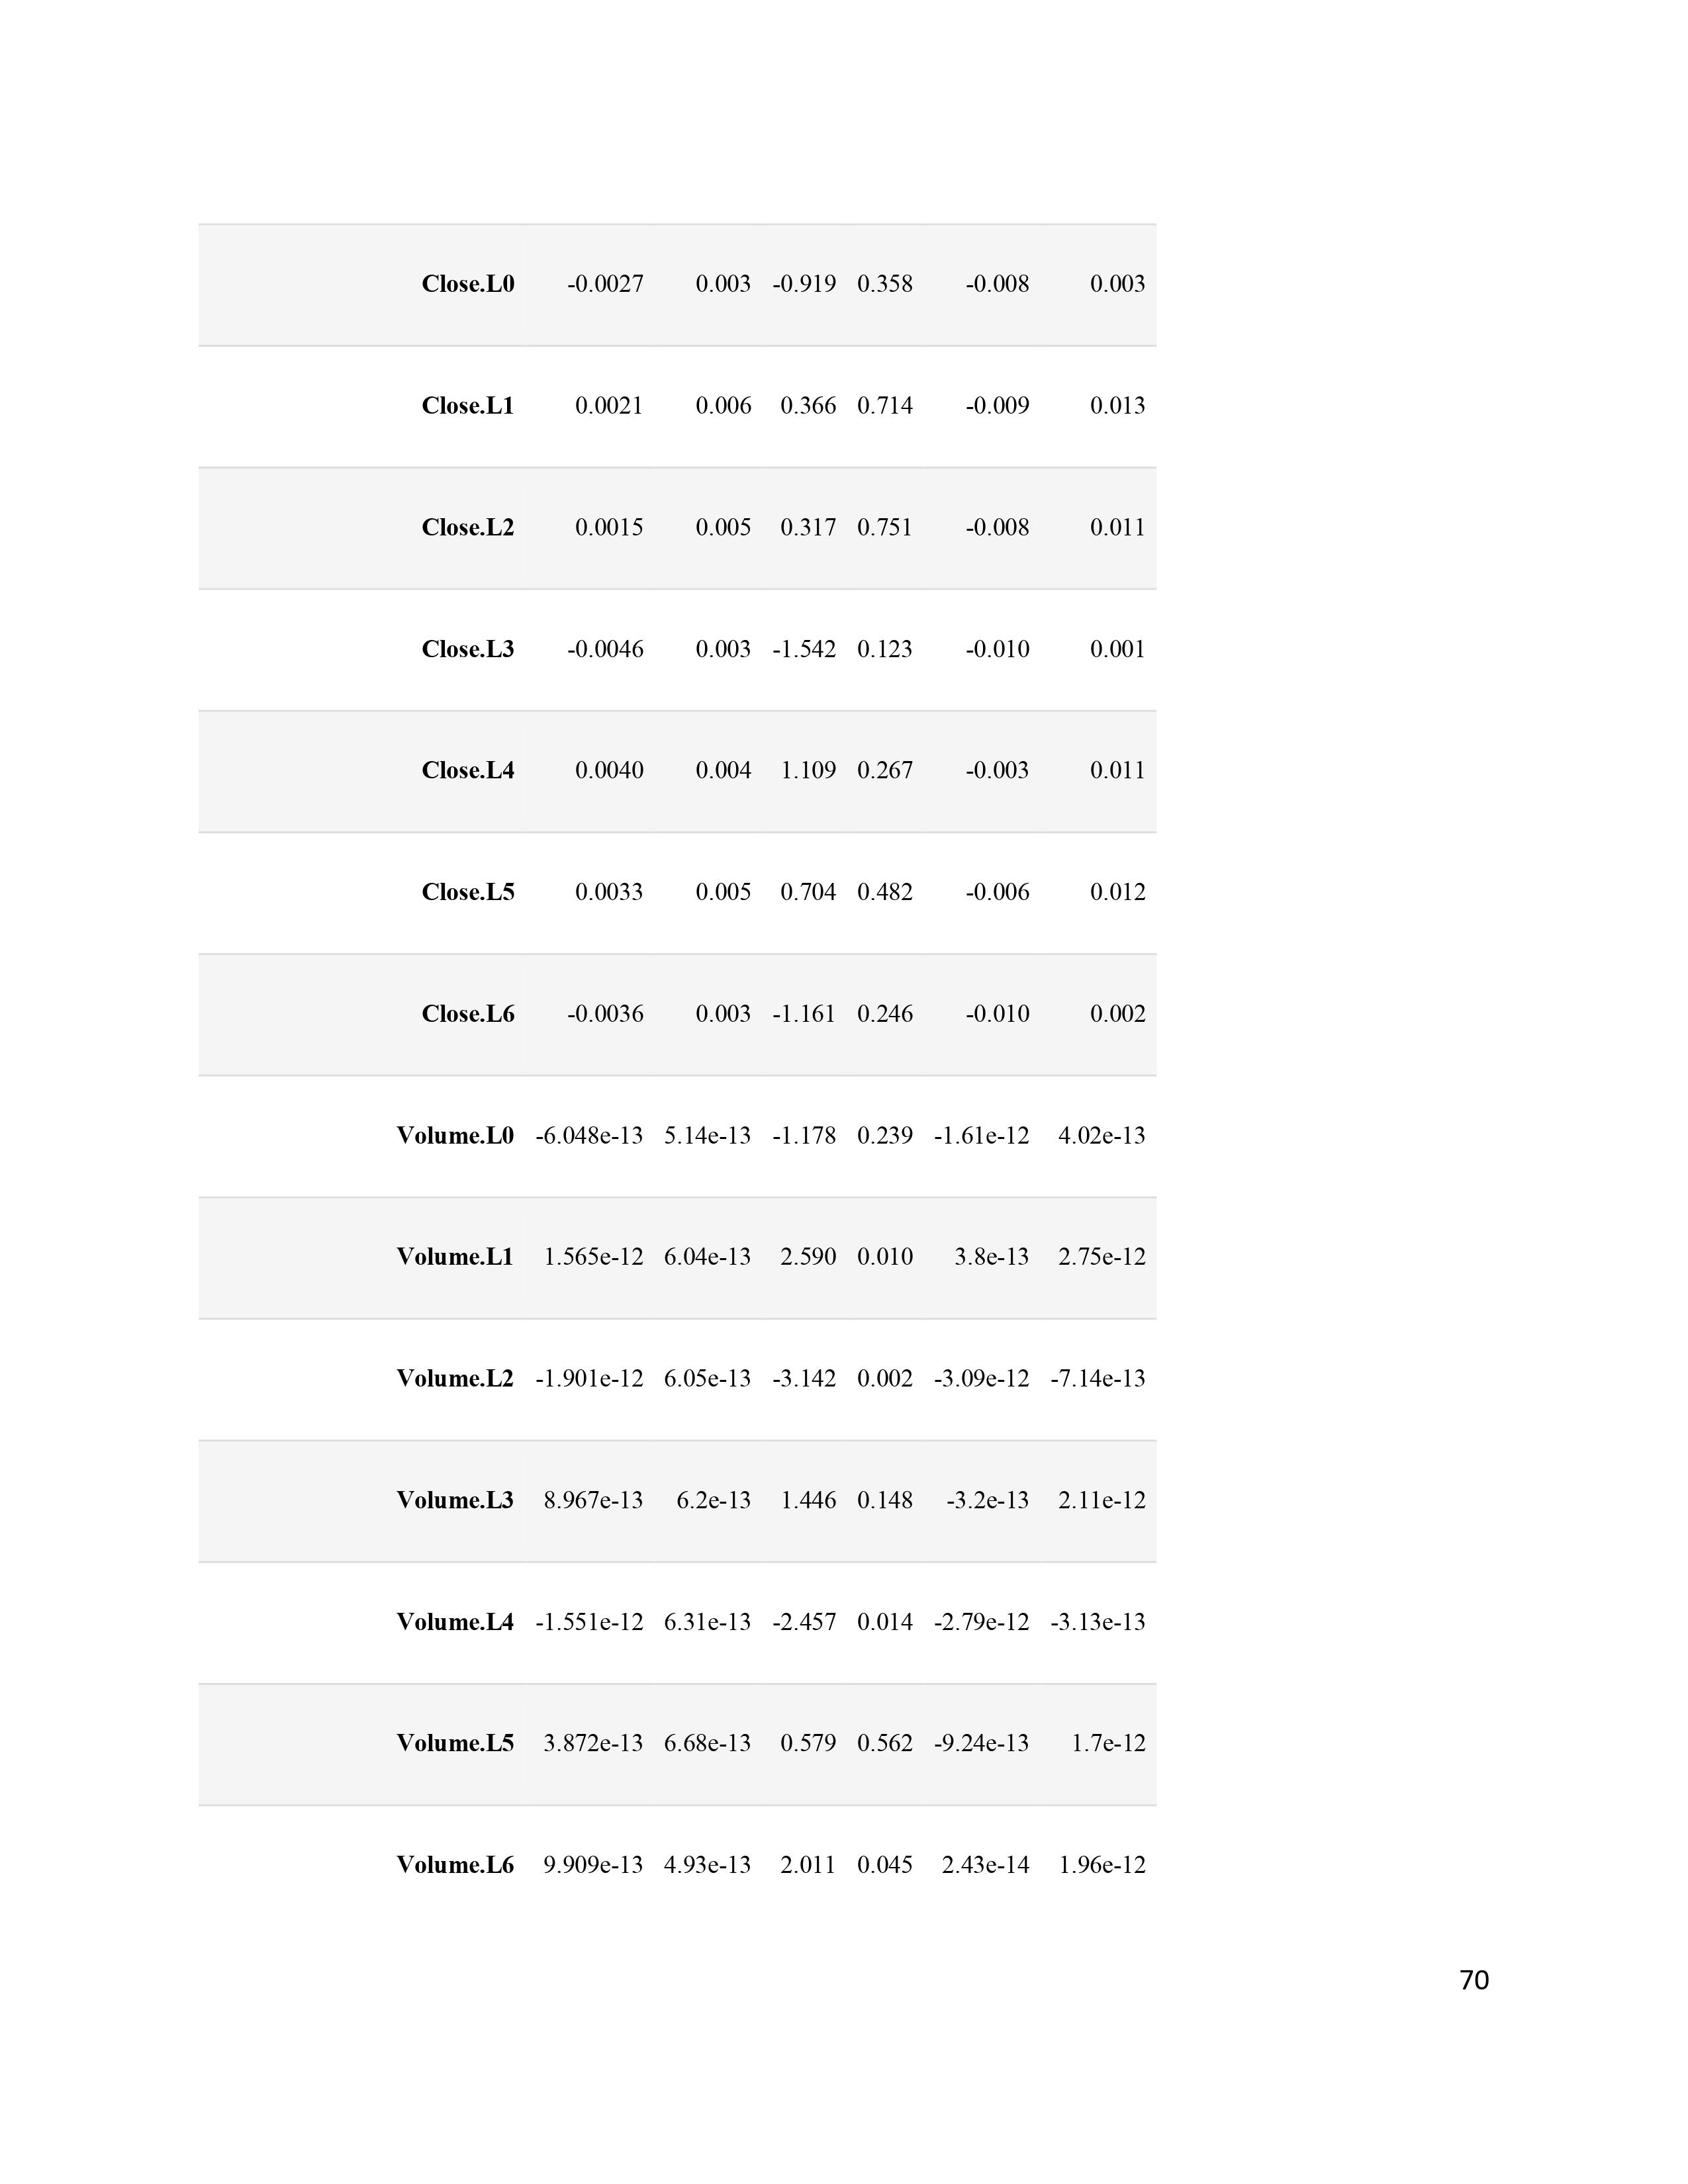 Close.L0 -0.0027 0.003 -0.919 0.358 -0.008 0.003
Close.L1 0.0021 0.006 0.366 0.714 -0.009 0.013
Close.L2 0.0015 0.005 0.317 0.751 -0.008 0.011
Close.L3 -0.0046 0.003 -1.542 0.123 -0.010 0.001
Close.L4 0.0040 0.004 1.109 0.267 -0.003 0.011
Close.L5 0.0033 0.005 0.704 0.482 -0.006 0.012
Close.L6 -0.0036 0.003 -1.161 0.246 -0.010 0.002
Volume.L0 -6.048e-13 5.14e-13 -1.178 0.239 -1.61e-12 4.02e-13
Volume.L1 1.565e-12 6.04e-13 2.590 0.010 3.8e-13 2.75e-12
Volume.L2 -1.901e-12 6.05e-13 -3.142 0.002 -3.09e-12 -7.14e-13
Volume.L3 8.967e-13 6.2e-13 1.446 0.148 -3.2e-13 2.11e-12
Volume.L4 -1.551e-12 6.31e-13 -2.457 0.014 -2.79e-12 -3.13e-13
Volume.L5 3.872e-13 6.68e-13 0.579 0.562 -9.24e-13 1.7e-12
Volume.L6 9.909e-13 4.93e-13 2.011 0.045 2.43e-14 1.96e-12
70